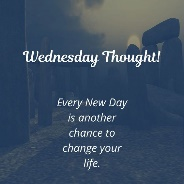 Wednesday Thought!
Every New Day
is another
chance to
change your
life.